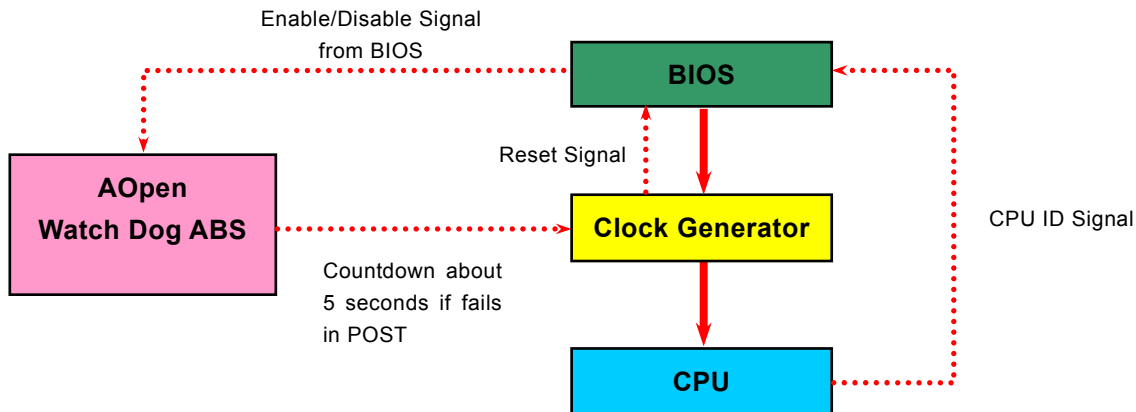 Enable/Disable Signal
from BIOS
BIOS
Reset Signal
AOpen
Watch Dog ABS
Clock Generator
CPU ID Signal
Countdown about
5 seconds if fails
in POST
CPU